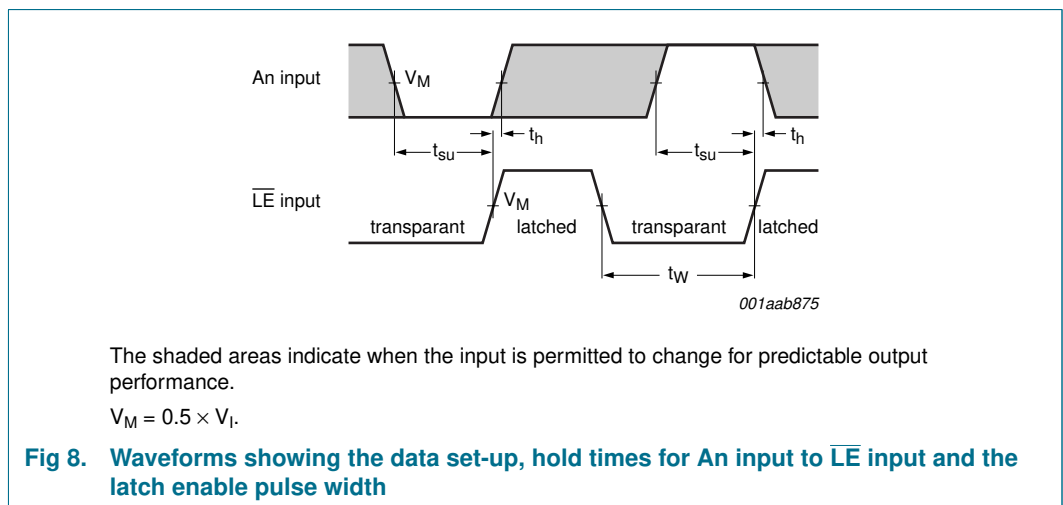 An input
VM
th
th
tsu
tsu
LE input
VM
transparant
latched
transparant
latched
tW
001aab875
The shaded areas indicate when the input is permitted to change for predictable output
performance.
VM = 0.5 × VI.
Fig 8. Waveforms showing the data set-up, hold times for An input to LE input and the
latch enable pulse width